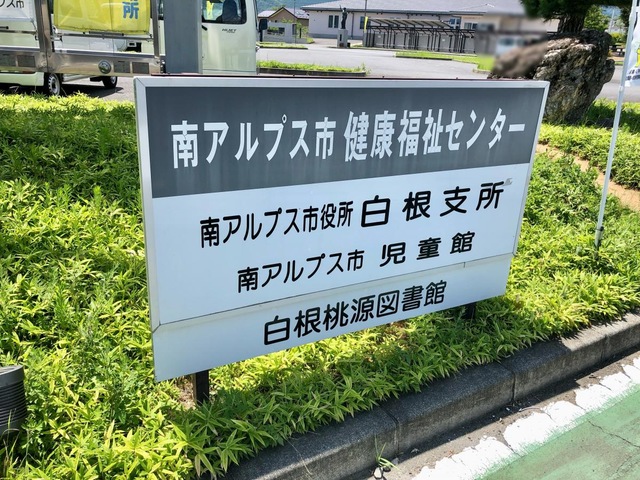 南アルプス市 健康福祉センター
南アルプス市役所 白根支所
南アルプス市 児童館
白根桃源図書館
所